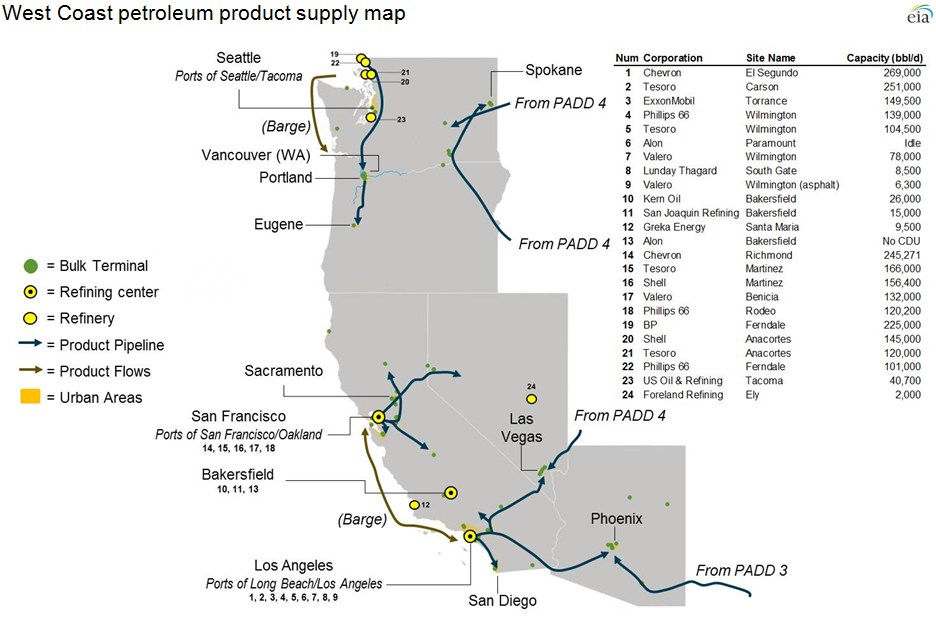 West Coast petroleum product supply map
eia
Seattle
Ports of Seattle/Tacoma
19
22
21
20
23
(Barge)
Vancouver (WA)
Portland
Eugene
Spokane
From PADD 4
From PADD 4
= Bulk Terminal
= Refining center
= Refinery
= Product Pipeline
= Product Flows
= Urban Areas
Sacramento
San Francisco
Ports of San Francisco/Oakland
14, 15, 16, 17, 18
Bakersfield
10, 11, 13
12
(Barge)
Los Angeles
Ports of Long Beach/Los Angeles
1, 2, 3, 4, 5, 6, 7, 8, 9
San Diego
24
Las
Vegas
From PADD 4
Phoenix
From PADD 3
Num Corporation Site Name Capacity (bbl/d)
1 Chevron El Segundo 269,000
2 Tesoro Carson 251,000
3 ExxonMobil Torrance 149,500
4 Phillips 66 Wilmington 139,000
5 Tesoro Wilmington 104,500
6 Alon Paramount Idle
7 Valero Wilmington 78,000
8 Lunday Thagard South Gate 8,500
9 Valero Wilmington (asphalt) 6,300
10 Kern Oil Bakersfield 26,000
11 San Joaquin Refining Bakersfield 15,000
12 Greka Energy Santa Maria 9,500
13 Alon Bakersfield No CDU
14 Chevron Richmond 245,271
15 Tesoro Martinez 166,000
16 Shell Martinez 156,400
17 Valero Benicia 132,000
18 Phillips 66 Rodeo 120,200
19 BP Ferndale 225,000
20 Shell Anacortes 145,000
21 Tesoro Anacortes 120,000
22 Phillips 66 Ferndale 101,000
23 US Oil & Refining Tacoma 40,700
24 Foreland Refining Ely 2,000